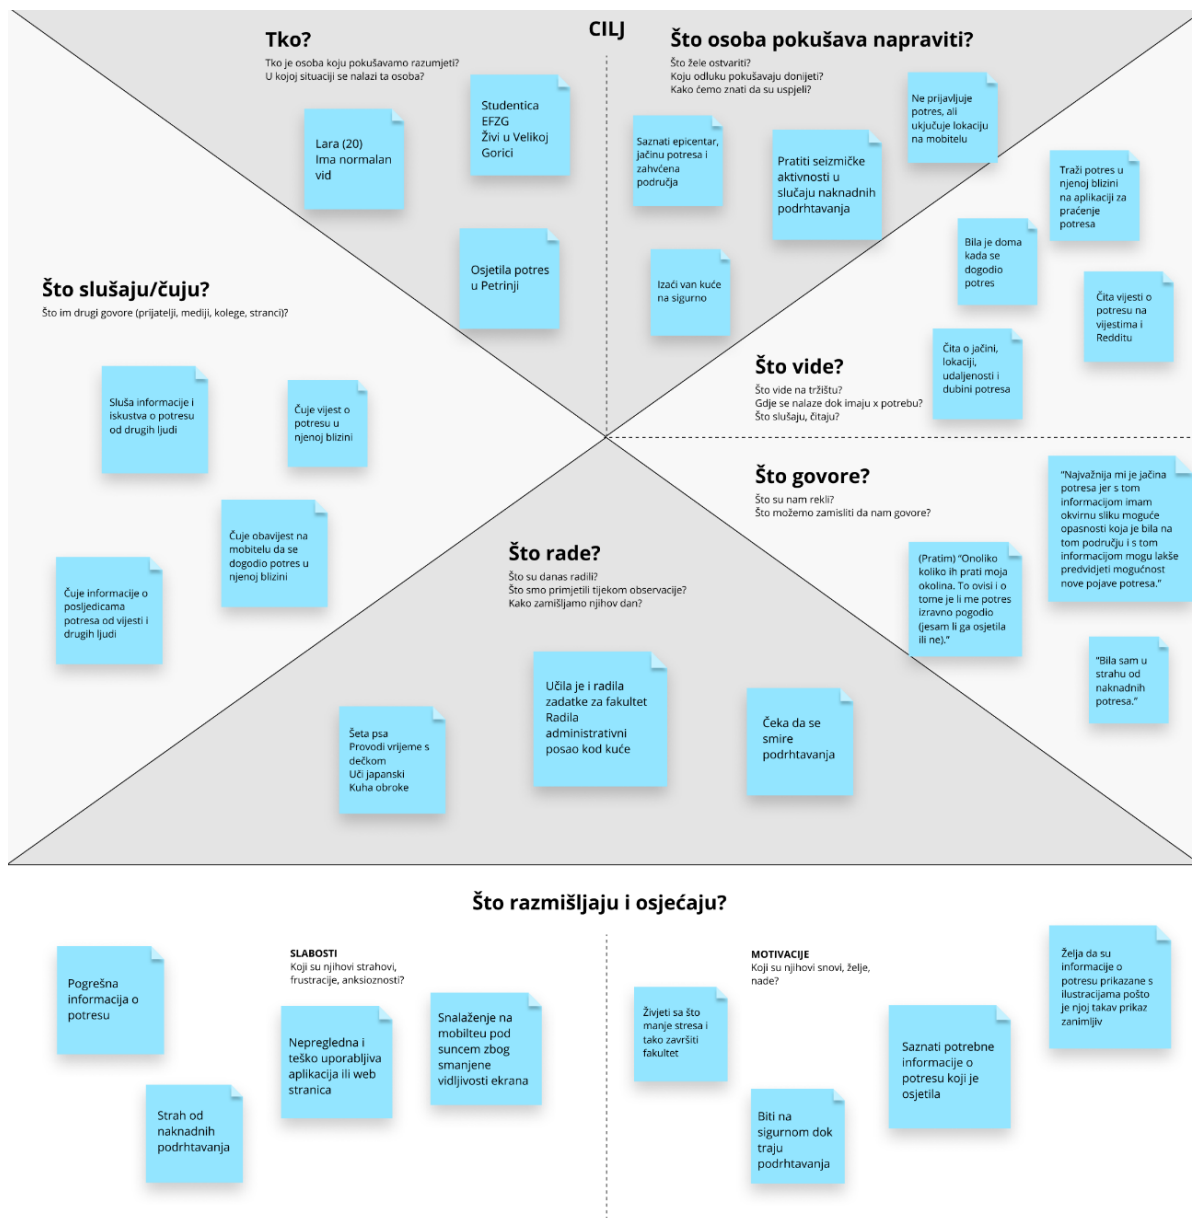 CILJ
Tko?
Tko je osoba koju pokušavamo razumjeti?
U kojoj situaciji se nalazi ta osoba?
Lara (20)
Ima normalan
vid
Studentica
EFZG
Živi u Velikoj
Gorici
Osjetila potres
u Petrinji
Što osoba pokušava napraviti?
Što žele ostvariti?
Koju odluku pokušavaju donijeti?
Kako ćemo znati da su uspjeli?
Saznati epicentar,
jačinu potresa i
zahvćena
područja
Pratiti seizmičke
aktivnosti u
slučaju naknadnih
podrhtavanja
Ne prijavljuje
potres, ali
ukjučuje lokaciju
na mobitelu
Izaći van kuće
na sigurno
Traži potres u
njenoj blizini
na aplikaciji za
praćenje
potresa
Bila je doma
kada se
dogodio
potres
Čita vijesti o
potresu na
vijestima i
Redditu
Čita o jačini,
lokaciji,
udaljenosti i
dubini potresa
Što vide?
Što vide na tržištu?
Gdje se nalaze dok imaju x potrebu?
Što slušaju, čitaju?
Što slušaju/čuju?
Što im drugi govore (prijatelji, mediji, kolege, stranci)?
Sluša informacije i
iskustva o potresu
od drugih ljudi
Čuje vijest o
potresu u
njenoj blizini
Čuje obavijest na
mobitelu da se
dogodio potres u
njenoj blizini
Čuje informacije o
posljedicama
potresa od vijesti i
drugih ljudi
Što govore?
Što su nam rekli?
Što možemo zamisliti da nam govore?
"Najvažnija mi je jačina
potresa jer s tom
informacijom imam
okvirnu sliku moguće
opasnosti koja je bila na
tom području i s tom
informacijom mogu lakše
predvidjeti mogućnost
nove pojave potresa."
(Pratim) "Onoliko
koliko ih prati moja
okolina. To ovisi i o
tome je li me potres
izravno pogodio
(jesam li ga osjetila
ili ne)."
"Bila sam u
strahu od
naknadnih
potresa."
Što rade?
Što su danas radili?
Što smo primjetili tijekom observacije?
Kako zamišljamo njihov dan?
Šeta psa
Provodi vrijeme s
dečkom
Uči japanski
Kuha obroke
Učila je i radila
zadatke za fakultet
Radila
administrativni
posao kod kuće
Čeka da se
smire
podrhtavanja
Što razmišljaju i osjećaju?
SLABOSTI
Koji su njihovi strahovi,
frustracije, anksioznosti?
Pogrešna
informacija o
potresu
Strah od
naknadnih
podrhtavanja
Nepregledna i
teško uporabljiva
aplikacija ili web
stranica
Snalaženje na
mobilteu pod
suncem zbog
smanjene
vidljivosti ekrana
MOTIVACIJE
Koji su njihovi snovi, želje,
nade?
Živjeti sa što
manje stresa i
tako završiti
fakultet
Biti na
sigurnom dok
traju
podrhtavanja
Saznati potrebne
informacije o
potresu koji je
osjetila
Želja da su
informacije o
potresu prikazane s
ilustracijama pošto
je njoj takav prikaz
zanimljiv